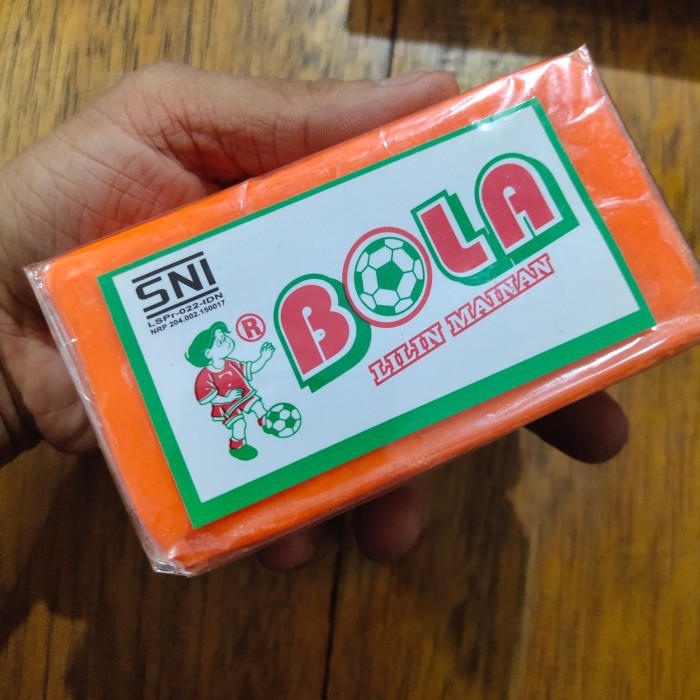 SNI
LSPr-022-IDN
NRP 204.002.150017
®
BOLA
LILIN MAINAN